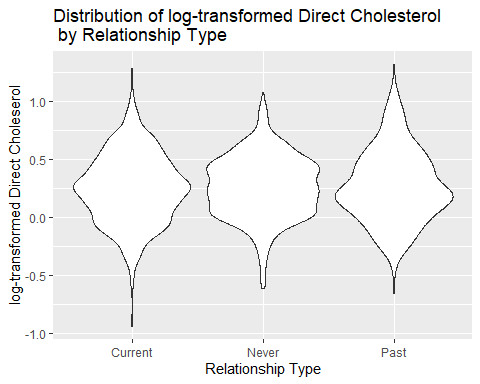 Distribution of log-transformed Direct Cholesterol
by Relationship Type
log-transformed Direct Choleserol
1.0
0.5
0.0
-0.5
-1.0
Current Never Past
Relationship Type